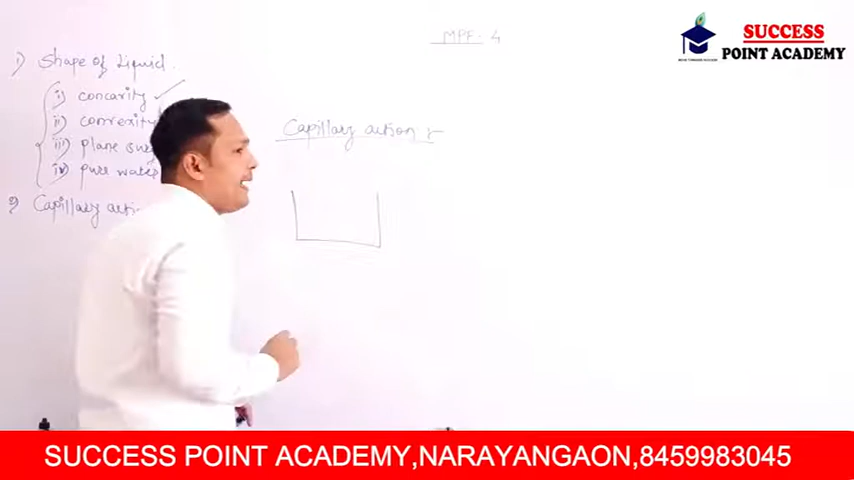 MPF-4
SUCCESS
POINT ACADEMY
1) Shape of Liquid.
i) concavity
ii) convexity
iii) plane
iv) pure water
2) Capillary
Capillary action :-
SUCCESS POINT ACADEMY,NARAYANGAON,8459983045